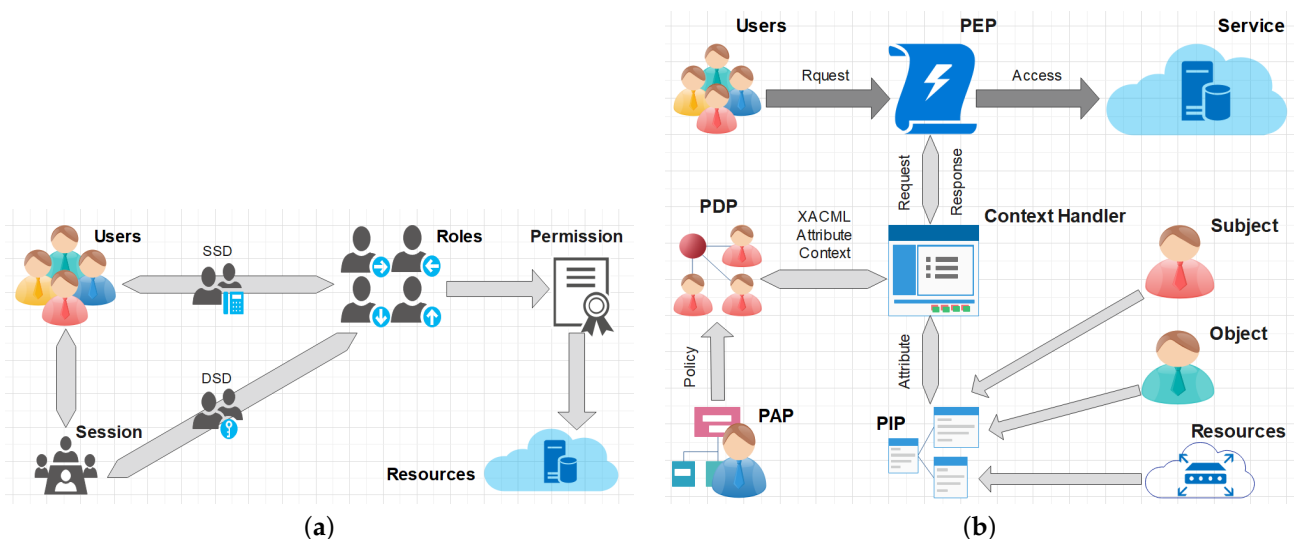 Users
SSD
Roles
Permission
DSD
Session
Resources
(a)
Users
PEP
Service
Rquest
Access
Request
Response
PDP
XACML
Attribute
Context
Context Handler
Subject
Policy
Attribute
Object
PAP
PIP
Resources
(b)